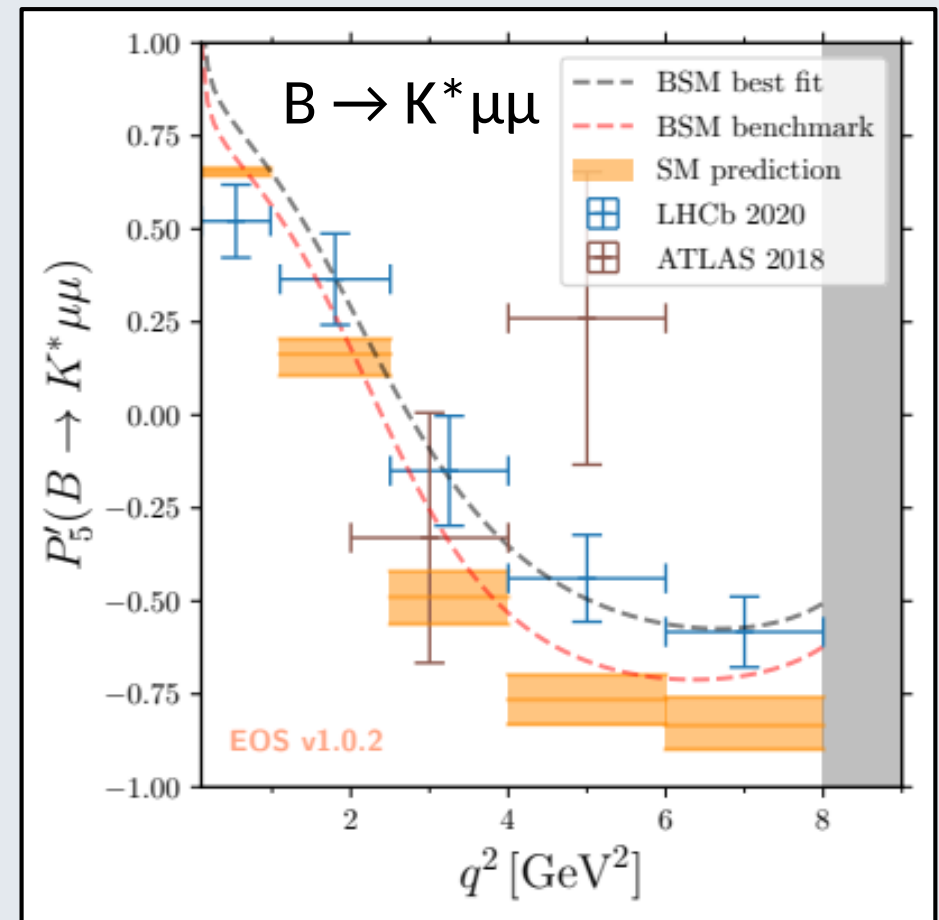 B → K*μμ
BSM best fit
BSM benchmark
SM prediction
LHCb 2020
ATLAS 2018
1.00
0.75
0.50
0.25
0.00
−0.25
−0.50
−0.75
−1.00
P′5(B → K*μμ)
EOS v1.0.2
2 4 6 8
q² [GeV²]